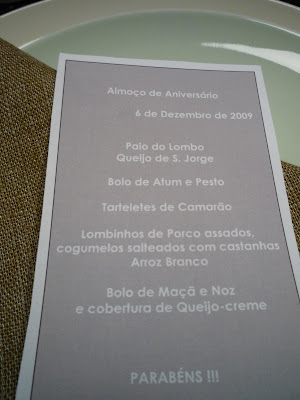 Almoço de Aniversário
6 de Dezembro de 2009
Paio do Lombo
Queijo de S. Jorge
Bolo de Atum e Pesto
Tarteletes de Camarão
Lombinhos de Porco assados,
cogumelos salteados com castanhas
Arroz Branco
Bolo de Maçã e Noz
e cobertura de Queijo-creme
PARABÉNS !!!